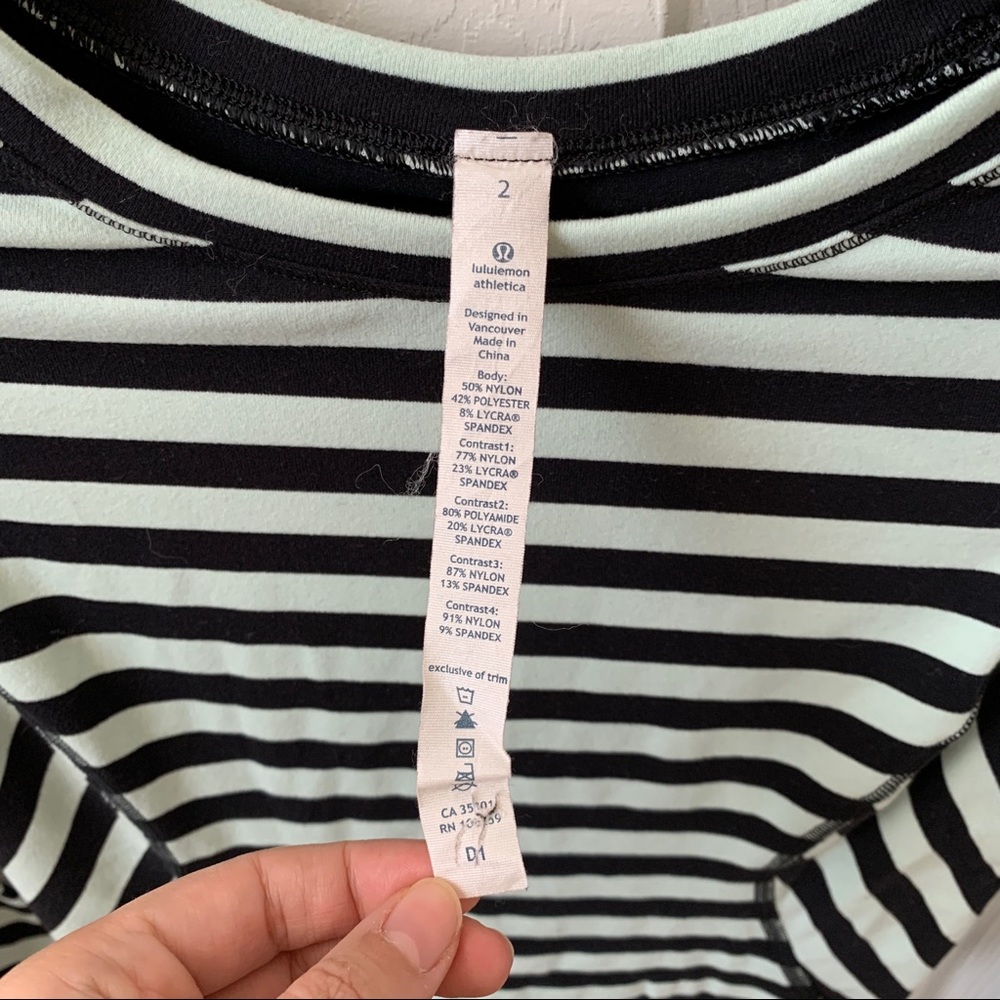 2
lululemon
athletica
Designed in
Vancouver
Made in
China
Body:
50% NYLON
42% POLYESTER
8% LYCRA®
SPANDEX
Contrast1:
77% NYLON
23% LYCRA®
SPANDEX
Contrast2:
80% POLYAMIDE
20% LYCRA®
SPANDEX
Contrast3:
87% NYLON
13% SPANDEX
Contrast4:
91% NYLON
9% SPANDEX
exclusive of trim
CA
RN
D1